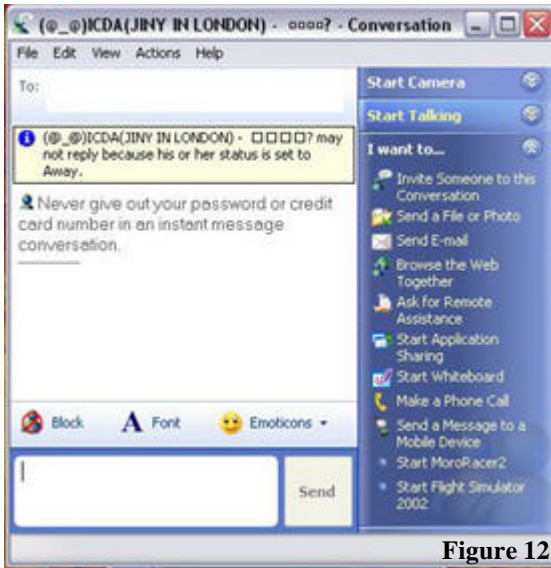 (@_@)ICDA(JINY IN LONDON) - □□□□? - Conversation
File Edit View Actions Help
To:
(@_@)ICDA(JINY IN LONDON) - □□□□? may
not reply because his or her status is set to
Away.
Never give out your password or credit
card number in an instant message
conversation.
Block
Font
Emoticons
Send
Start Camera
Start Talking
I want to...
Invite Someone to this
Conversation
Send a File or Photo
Send E-mail
Browse the Web
Together
Ask for Remote
Assistance
Start Application
Sharing
Start Whiteboard
Make a Phone Call
Send a Message to a
Mobile Device
Start MoroRacer2
Start Flight Simulator
2002
Figure 12